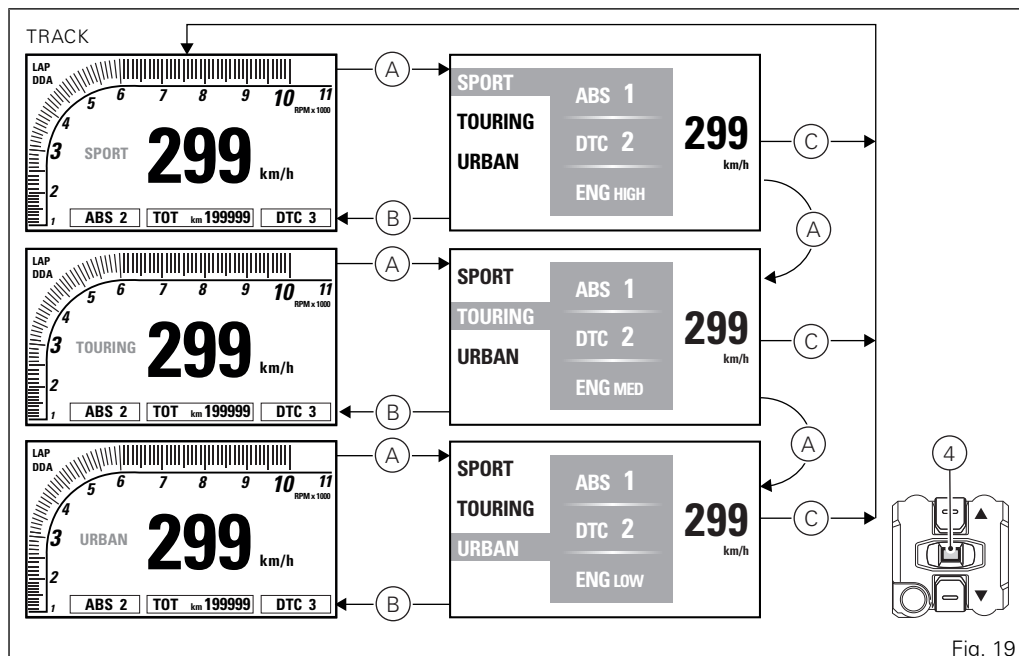 TRACK
LAP
DDA
1 2 3 4 5 6 7 8 9 10 11
RPM x 1000
SPORT
299 km/h
ABS 2 TOT km 199999 DTC 3
A
B
SPORT
TOURING
URBAN
ABS 1
DTC 2
ENG HIGH
299
km/h
C
A
LAP
DDA
1 2 3 4 5 6 7 8 9 10 11
RPM x 1000
TOURING
299 km/h
ABS 2 TOT km 199999 DTC 3
A
B
SPORT
TOURING
URBAN
ABS 1
DTC 2
ENG MED
299
km/h
C
A
LAP
DDA
1 2 3 4 5 6 7 8 9 10 11
RPM x 1000
URBAN
299 km/h
ABS 2 TOT km 199999 DTC 3
A
B
SPORT
TOURING
URBAN
ABS 1
DTC 2
ENG LOW
299
km/h
C
4
Fig. 19